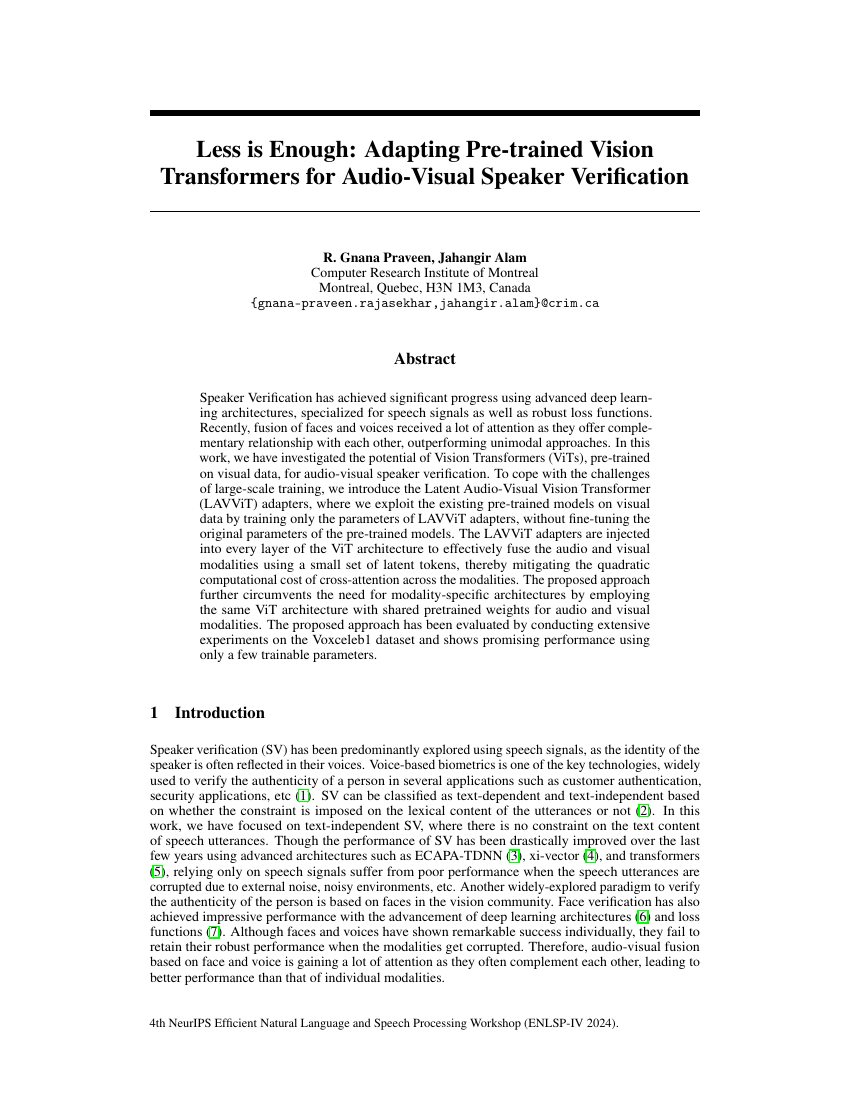 Less is Enough: Adapting Pre-trained Vision
Transformers for Audio-Visual Speaker Verification
R. Gnana Praveen, Jahangir Alam
Computer Research Institute of Montreal
Montreal, Quebec, H3N 1M3, Canada
{gnana-praveen.rajasekhar,jahangir.alam}@crim.ca
Abstract
Speaker Verification has achieved significant progress using advanced deep learn-
ing architectures, specialized for speech signals as well as robust loss functions.
Recently, fusion of faces and voices received a lot of attention as they offer comple-
mentary relationship with each other, outperforming unimodal approaches. In this
work, we have investigated the potential of Vision Transformers (ViTs), pre-trained
on visual data, for audio-visual speaker verification. To cope with the challenges
of large-scale training, we introduce the Latent Audio-Visual Vision Transformer
(LAVViT) adapters, where we exploit the existing pre-trained models on visual
data by training only the parameters of LAVViT adapters, without fine-tuning the
original parameters of the pre-trained models. The LAVViT adapters are injected
into every layer of the ViT architecture to effectively fuse the audio and visual
modalities using a small set of latent tokens, thereby mitigating the quadratic
computational cost of cross-attention across the modalities. The proposed approach
further circumvents the need for modality-specific architectures by employing
the same ViT architecture with shared pretrained weights for audio and visual
modalities. The proposed approach has been evaluated by conducting extensive
experiments on the Voxceleb1 dataset and shows promising performance using
only a few trainable parameters.
1 Introduction
Speaker verification (SV) has been predominantly explored using speech signals, as the identity of the
speaker is often reflected in their voices. Voice-based biometrics is one of the key technologies, widely
used to verify the authenticity of a person in several applications such as customer authentication,
security applications, etc (1). SV can be classified as text-dependent and text-independent based
on whether the constraint is imposed on the lexical content of the utterances or not (2). In this
work, we have focused on text-independent SV, where there is no constraint on the text content
of speech utterances. Though the performance of SV has been drastically improved over the last
few years using advanced architectures such as ECAPA-TDNN (3), xi-vector (4), and transformers
(5), relying only on speech signals suffer from poor performance when the speech utterances are
corrupted due to external noise, noisy environments, etc. Another widely-explored paradigm to verify
the authenticity of the person is based on faces in the vision community. Face verification has also
achieved impressive performance with the advancement of deep learning architectures (6) and loss
functions (7). Although faces and voices have shown remarkable success individually, they fail to
retain their robust performance when the modalities get corrupted. Therefore, audio-visual fusion
based on face and voice is gaining a lot of attention as they often complement each other, leading to
better performance than that of individual modalities.
4th NeurIPS Efficient Natural Language and Speech Processing Workshop (ENLSP-IV 2024).